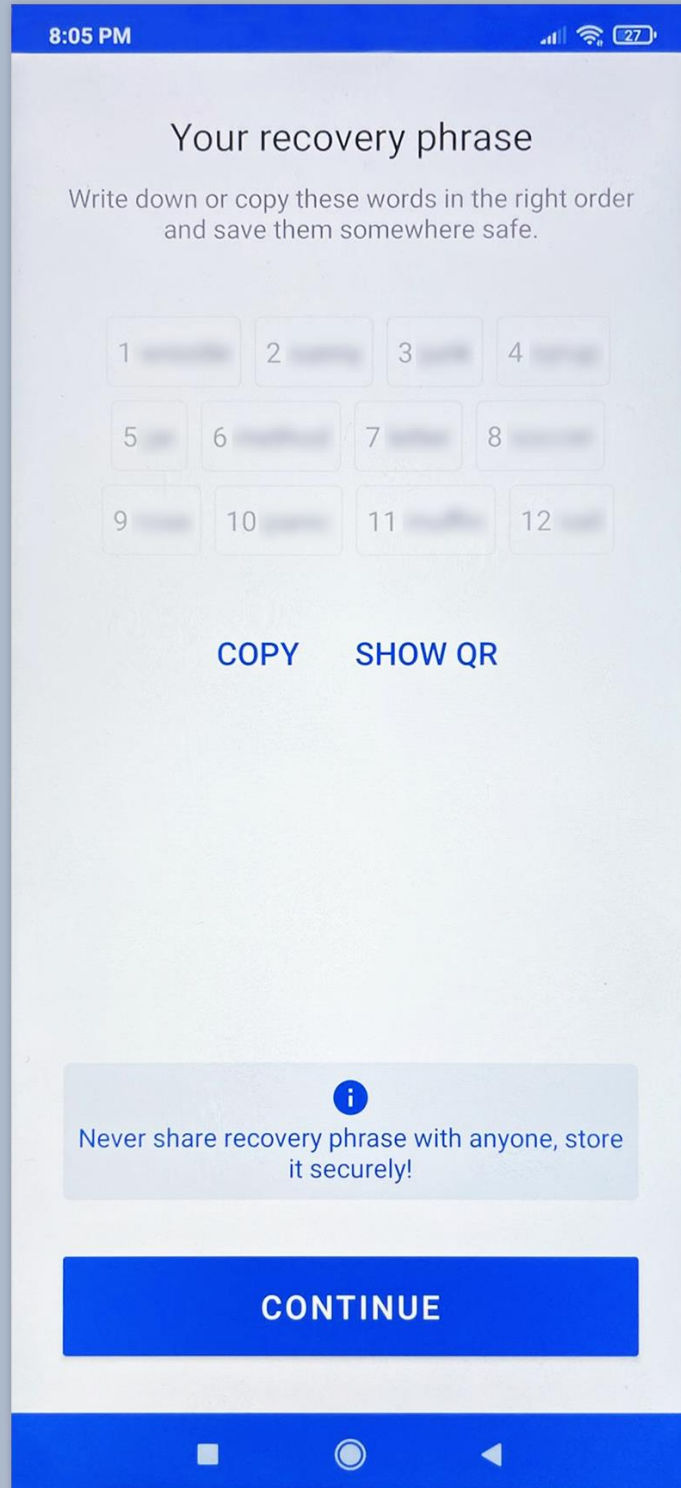 8:05 PM
27
Your recovery phrase
Write down or copy these words in the right order
and save them somewhere safe.
1 2 3 4
5 6 7 8
9 10 11 12
COPY SHOW QR
Never share recovery phrase with anyone, store
it securely!
CONTINUE